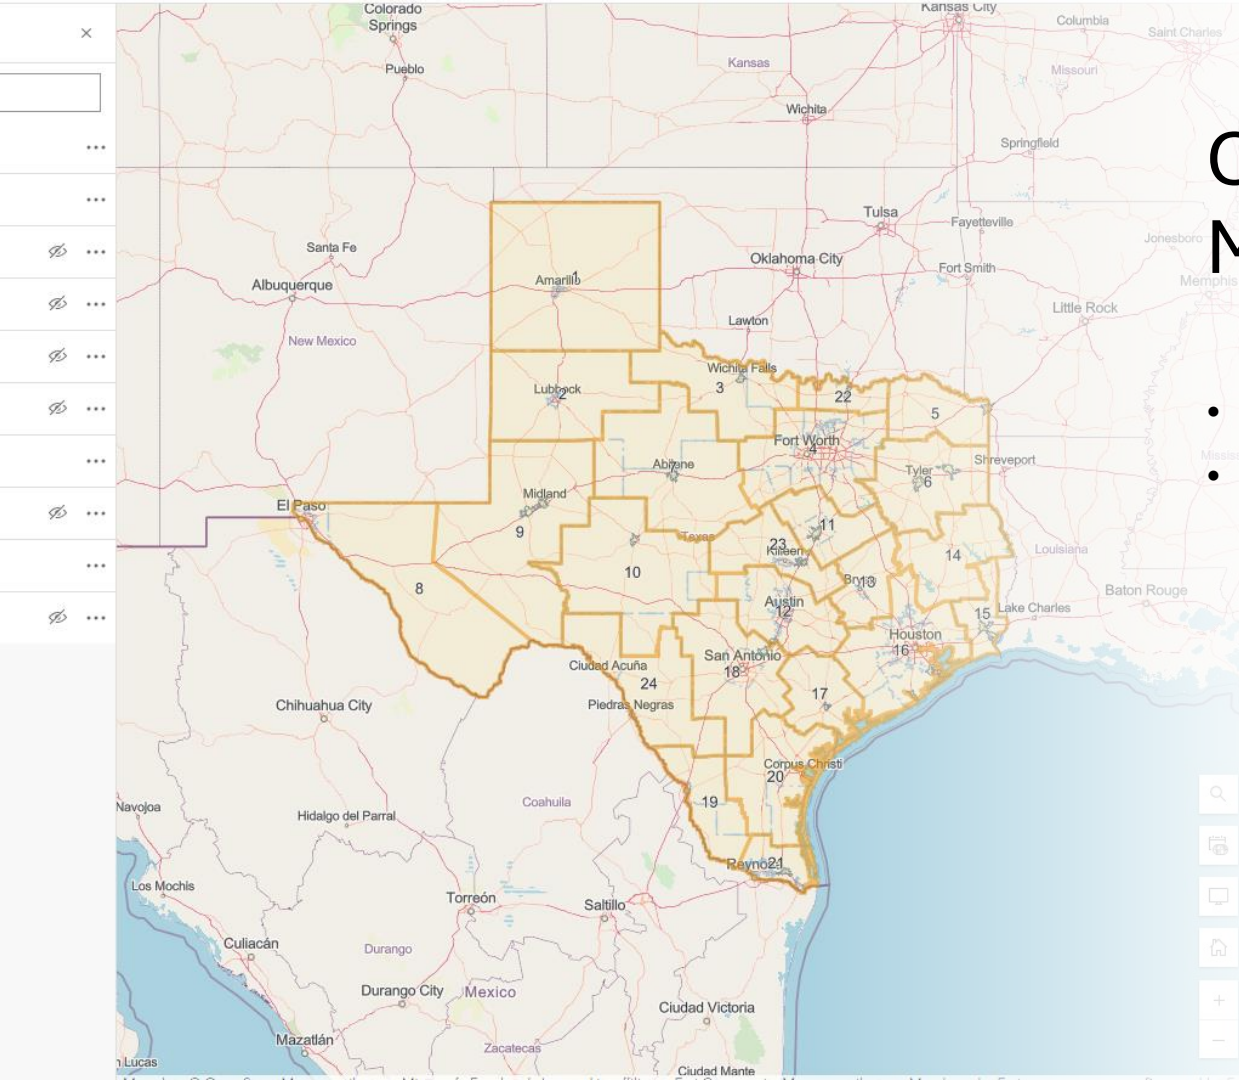 Colorado
Springs
Kansas City
Columbia
Saint Charles
Pueblo
Kansas
Missouri
Wichita
Springfield
C
Tulsa
Fayetteville
Santa Fe
Jonesboro
M
Oklahoma City
Fort Smith
Albuquerque
Amarillo
1
Memphis
Little Rock
Lawton
New Mexico
Wichita Falls
3
Lubbock
2
22
5
•
Fort Worth
4
Shreveport
Abilene
7
Tyler
6
•
Midland
El Paso
9
11
Texas
23
Killeen
14
Louisiana
10
8
Bryan
13
Baton Rouge
Austin
12
15
Lake Charles
Houston
16
San Antonio
18
Ciudad Acuña
24
17
Chihuahua City
Piedras Negras
Corpus Christi
20
Navojoa
Coahuila
19
Hidalgo del Parral
Reynosa
21
Los Mochis
Torreón
Saltillo
Culiacán
Durango
Durango City
Mexico
Ciudad Victoria
Mazatlán
Zacatecas
n Lucas
Ciudad Mante